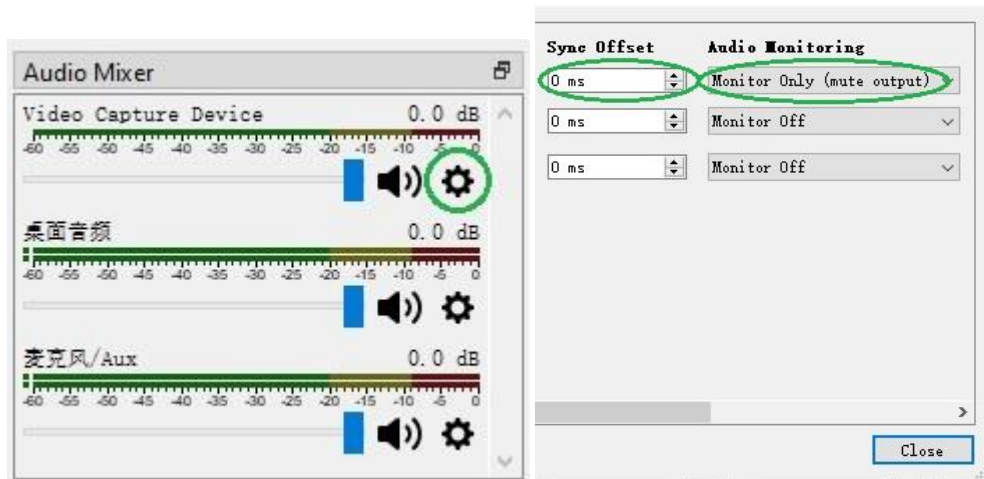 Audio Mixer
Video Capture Device 0.0 dB
-60 -55 -50 -45 -40 -35 -30 -25 -20 -15 -10 -5 0
桌面音频 0.0 dB
-60 -55 -50 -45 -40 -35 -30 -25 -20 -15 -10 -5 0
麦克风/Aux 0.0 dB
-60 -55 -50 -45 -40 -35 -30 -25 -20 -15 -10 -5 0
Sync Offset Audio Monitoring
0 ms Monitor Only (mute output)
0 ms Monitor Off
0 ms Monitor Off
Close